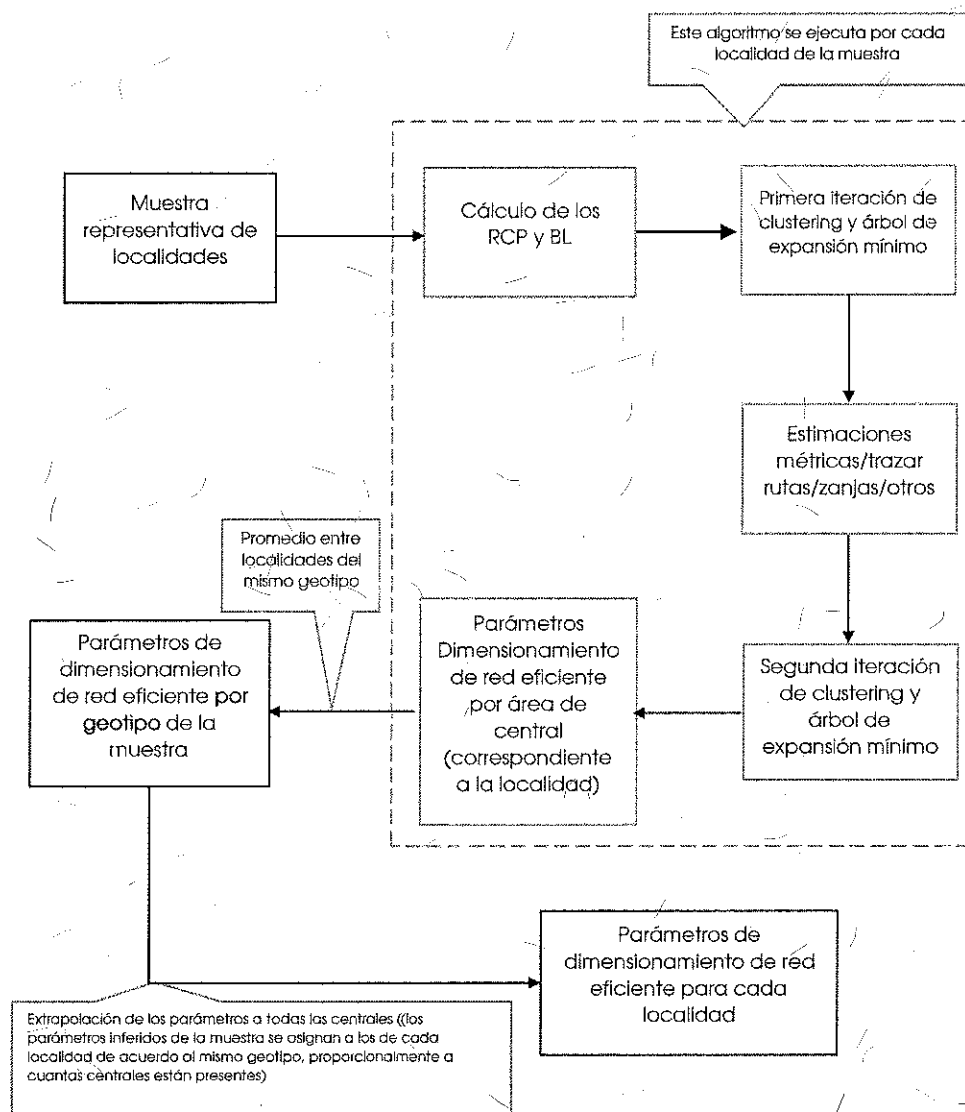 Este algoritmo se ejecuta por cada
localidad de la muestra
Muestra
representativa de
localidades
Cálculo de los
RCP y BL
Primera iteración de
clustering y árbol de
expansión mínimo
Estimaciones
métricas/trazar
rutas/zanjas/otros
Promedio entre
localidades del
mismo geotipo
Parámetros de
dimensionamiento
de red eficiente por
geotipo de la
muestra
Parámetros
Dimensionamiento
de red eficiente
por área de
central
(correspondiente
a la localidad)
Segunda iteración
de clustering y
árbol de
expansión mínimo
Parámetros de
dimensionamiento de red
eficiente para cada
localidad
Extrapolación de los parámetros a todas las centrales ((los
parámetros inferidos de la muestra se asignan a los de cada
localidad de acuerdo al mismo geotipo, proporcionalmente a
cuantas centrales están presentes)